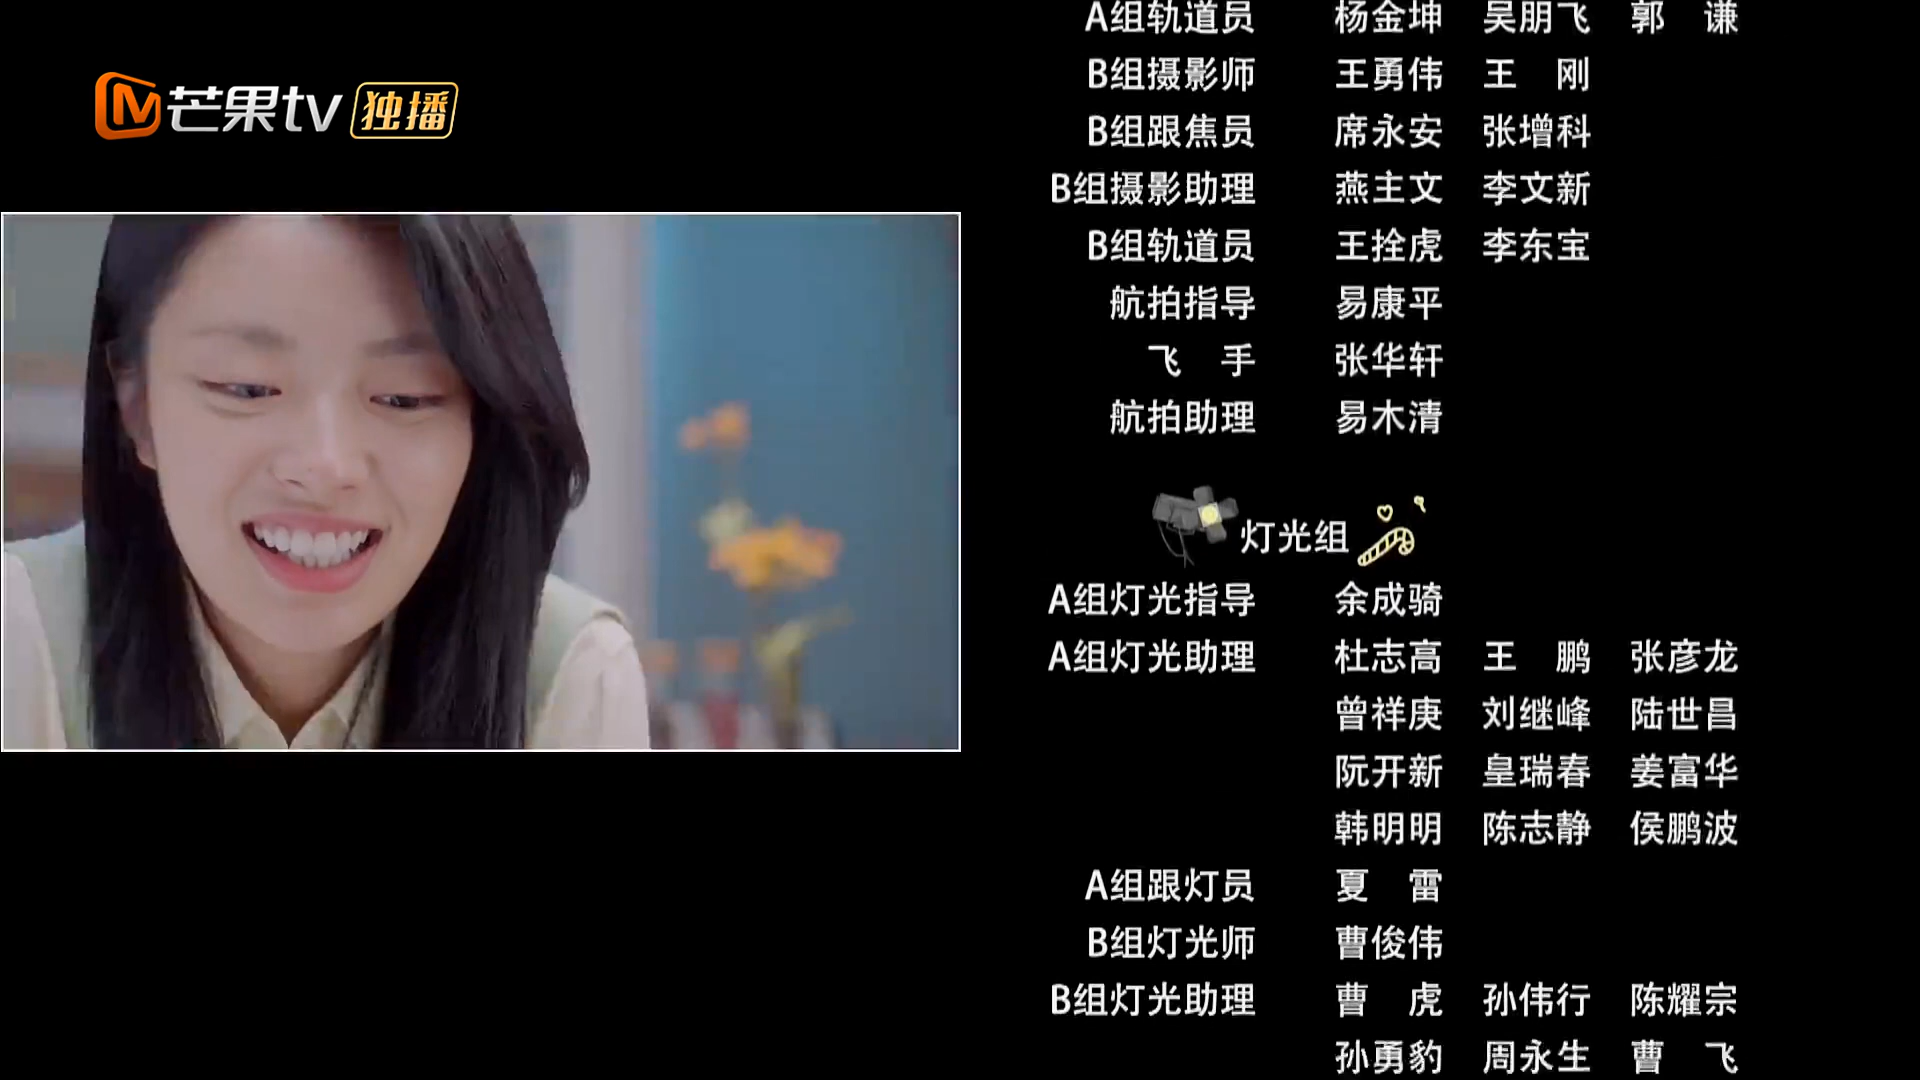 芒果tv 独播
A组轨道员 杨金坤 吴朋飞 郭 谦
B组摄影师 王勇伟 王 刚
B组跟焦员 席永安 张增科
B组摄影助理 燕主文 李文新
B组轨道员 王拴虎 李东宝
航拍指导 易康平
飞 手 张华轩
航拍助理 易木清
灯光组
A组灯光指导 余成骑
A组灯光助理 杜志高 王 鹏 张彦龙
曾祥庚 刘继峰 陆世昌
阮开新 皇瑞春 姜富华
韩明明 陈志静 侯鹏波
A组跟灯员 夏 雷
B组灯光师 曹俊伟
B组灯光助理 曹 虎 孙伟行 陈耀宗
孙勇豹 周永生 曹 飞